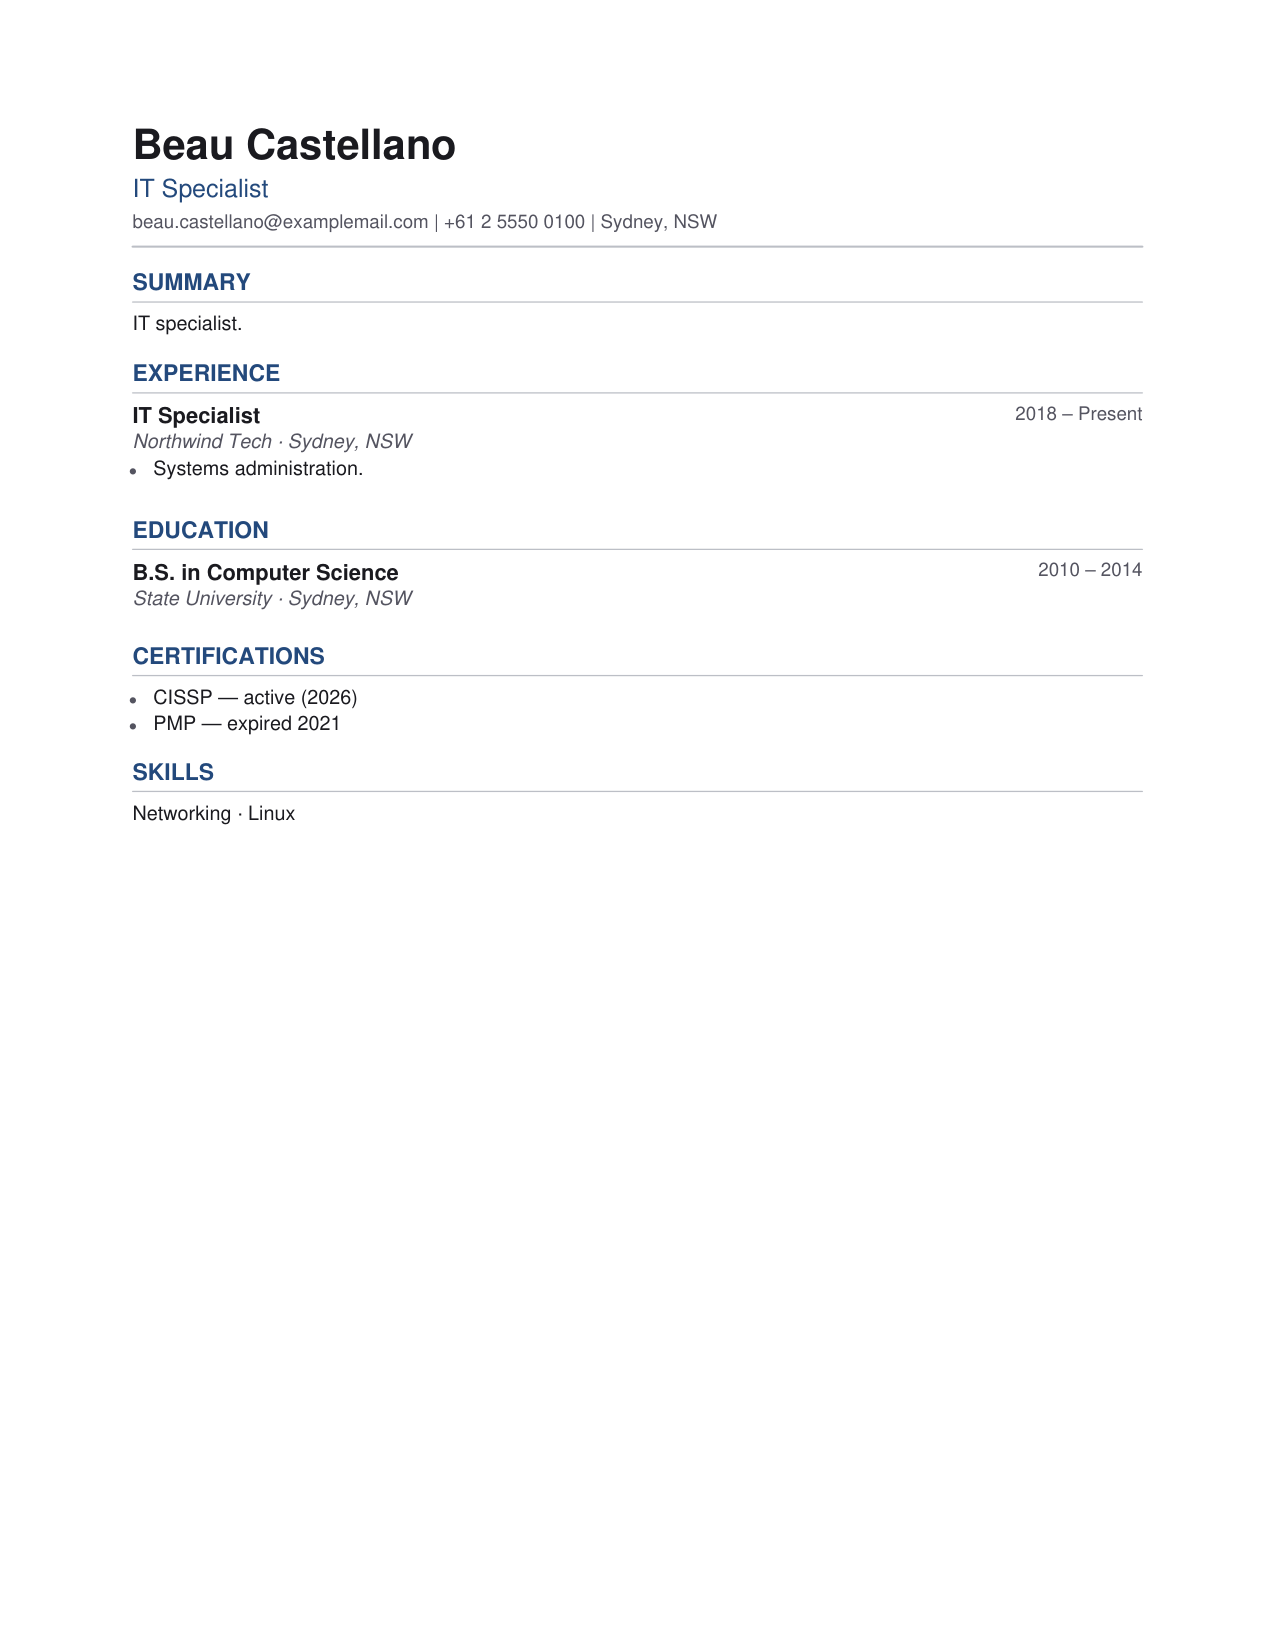 Beau Castellano
IT Specialist
beau.castellano@examplemail.com | +61 2 5550 0100 | Sydney, NSW
SUMMARY
IT specialist.
EXPERIENCE
IT Specialist 2018 – Present
Northwind Tech · Sydney, NSW
• Systems administration.
EDUCATION
B.S. in Computer Science 2010 – 2014
State University · Sydney, NSW
CERTIFICATIONS
• CISSP — active (2026)
• PMP — expired 2021
SKILLS
Networking · Linux